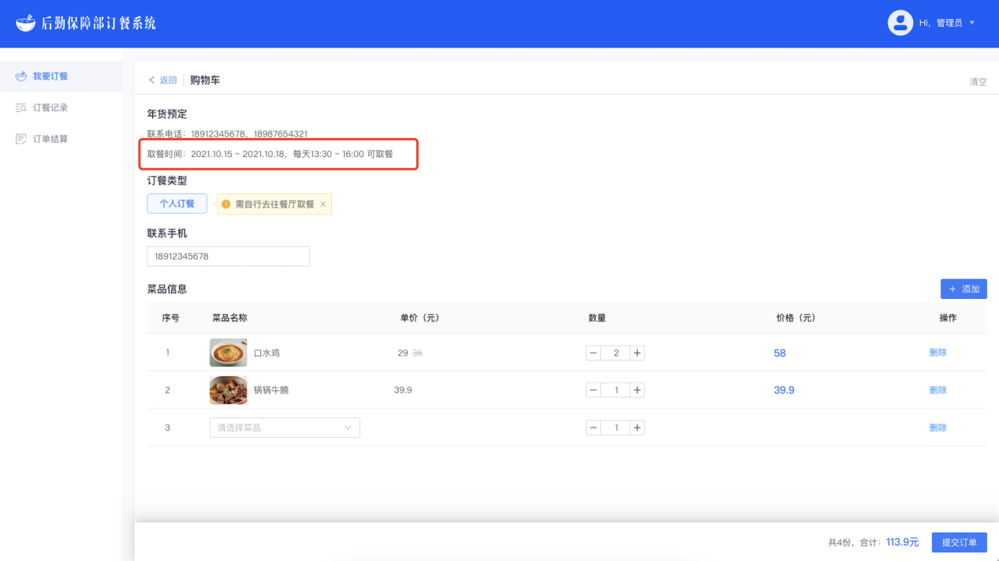 后勤保障部订餐系统
Hi，管理员
我要订餐
订餐记录
订单结算
返回 购物车
清空
年货预定
联系电话：18912345678，18987654321
取餐时间：2021.10.15 ~ 2021.10.18，每天13:30 ~ 16:00 可取餐
订餐类型
个人订餐 需自行去往餐厅取餐
联系手机
18912345678
菜品信息
+ 添加
序号 菜品名称 单价（元） 数量 价格（元） 操作
1 口水鸡 29 36 2 58 删除
2 锅锅牛腩 39.9 1 39.9 删除
3 请选择菜品 1 删除
共4份，合计：113.9元 提交订单